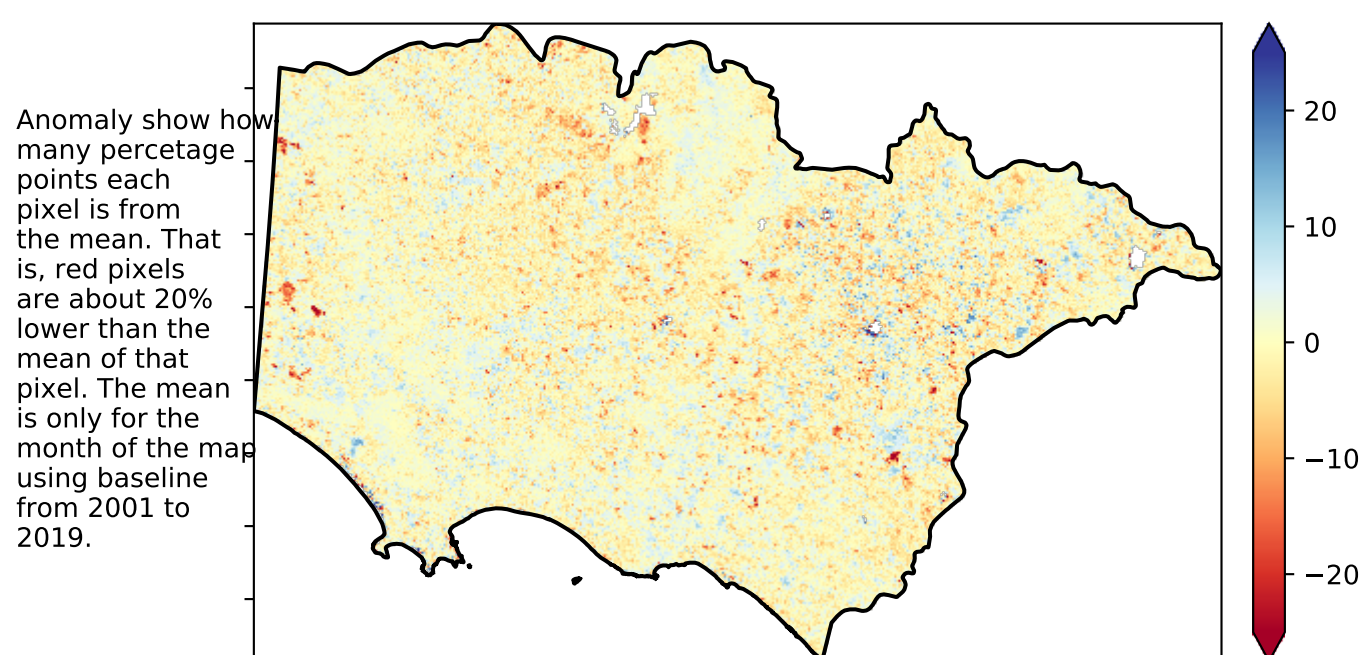 Anomaly show how
many percetage
points each
pixel is from
the mean. That
is, red pixels
are about 20%
lower than the
mean of that
pixel. The mean
is only for the
month of the map
using baseline
from 2001 to
2019.
20
10
0
−10
−20